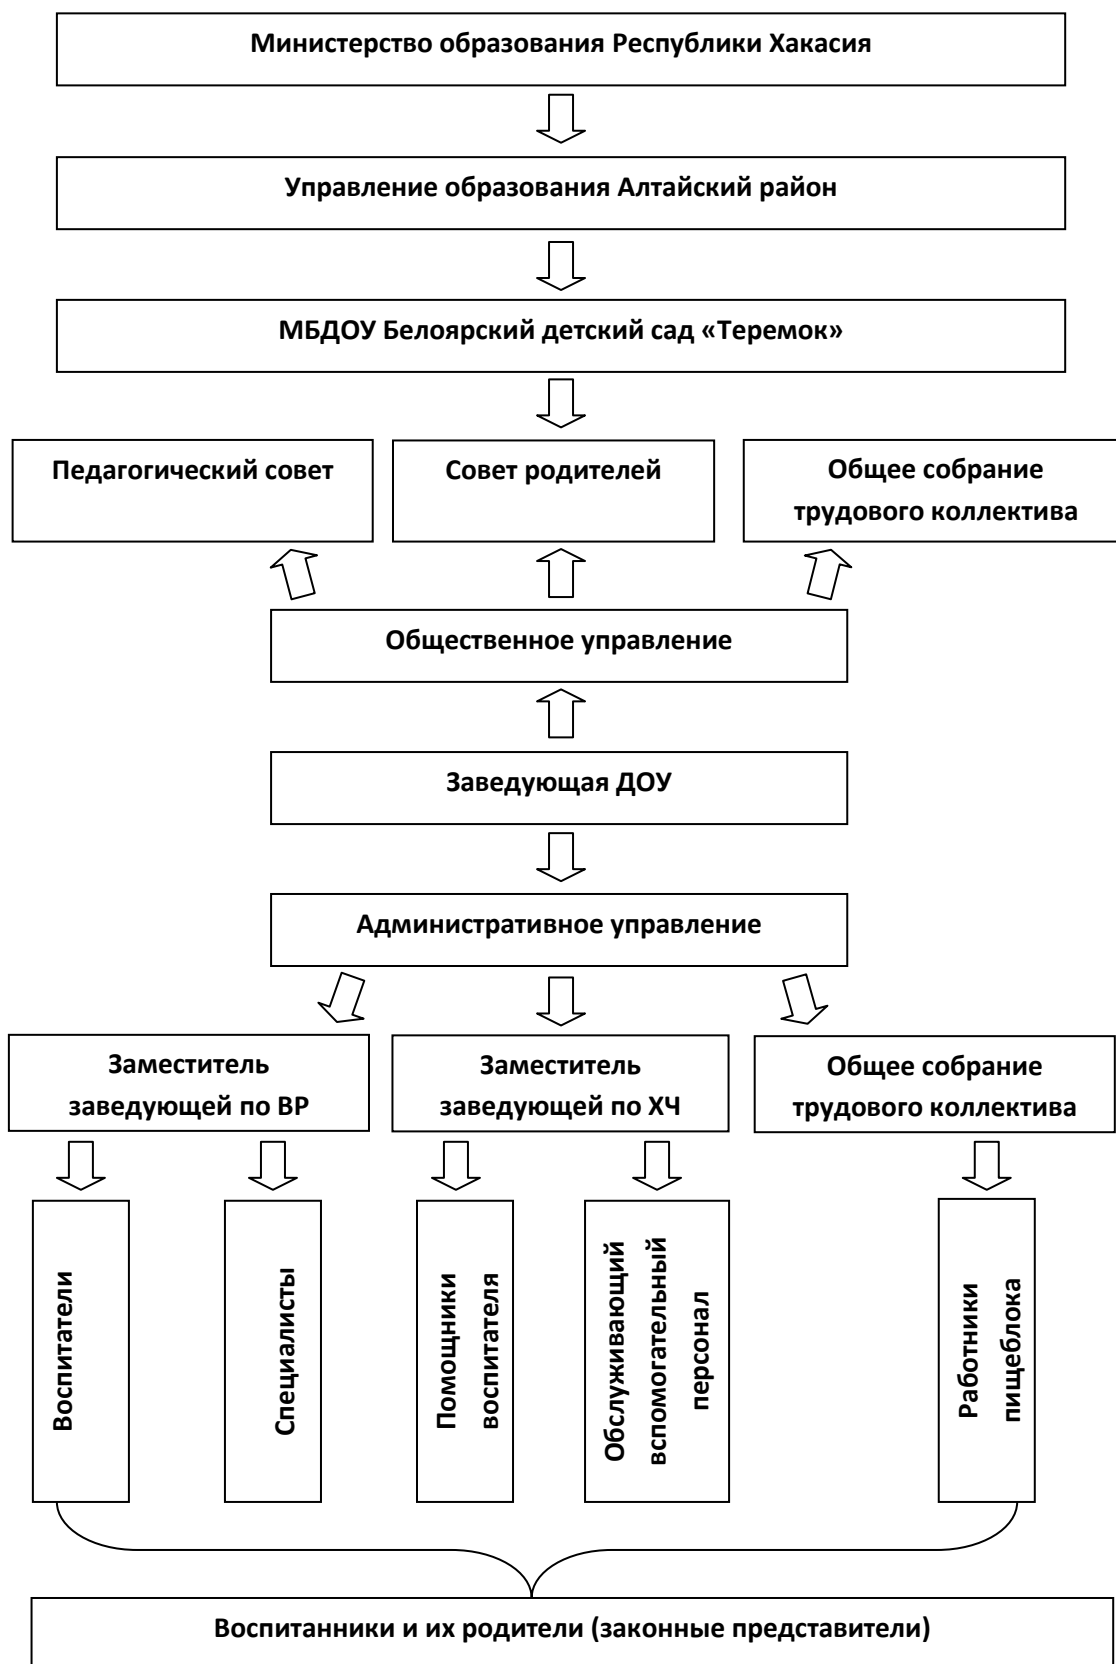 Министерство образования Республики Хакасия
Управление образования Алтайский район
МБДОУ Белоярский детский сад «Теремок»
Педагогический совет
Совет родителей
Общее собрание
трудового коллектива
Общественное управление
Заведующая ДОУ
Административное управление
Заместитель
заведующей по ВР
Заместитель
заведующей по ХЧ
Общее собрание
трудового коллектива
Воспитатели
Специалисты
Помощники
воспитателя
Обслуживающий
вспомогательный
персонал
Работники
пищеблока
Воспитанники и их родители (законные представители)